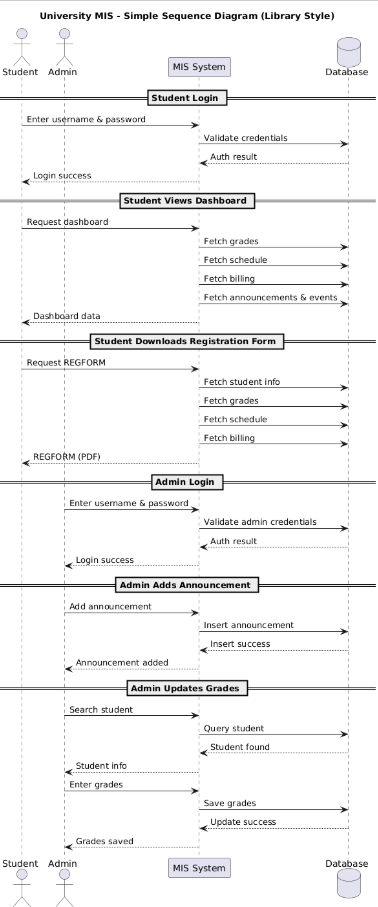 University MIS - Simple Sequence Diagram (Library Style)
Student
Admin
MIS System
Database
Student Login
Enter username & password
Validate credentials
Auth result
Login success
Student Views Dashboard
Request dashboard
Fetch grades
Fetch schedule
Fetch billing
Fetch announcements & events
Dashboard data
Student Downloads Registration Form
Request REGFORM
Fetch student info
Fetch grades
Fetch schedule
Fetch billing
REGFORM (PDF)
Admin Login
Enter username & password
Validate admin credentials
Auth result
Login success
Admin Adds Announcement
Add announcement
Insert announcement
Insert success
Announcement added
Admin Updates Grades
Search student
Query student
Student found
Student info
Enter grades
Save grades
Update success
Grades saved
Student
Admin
MIS System
Database